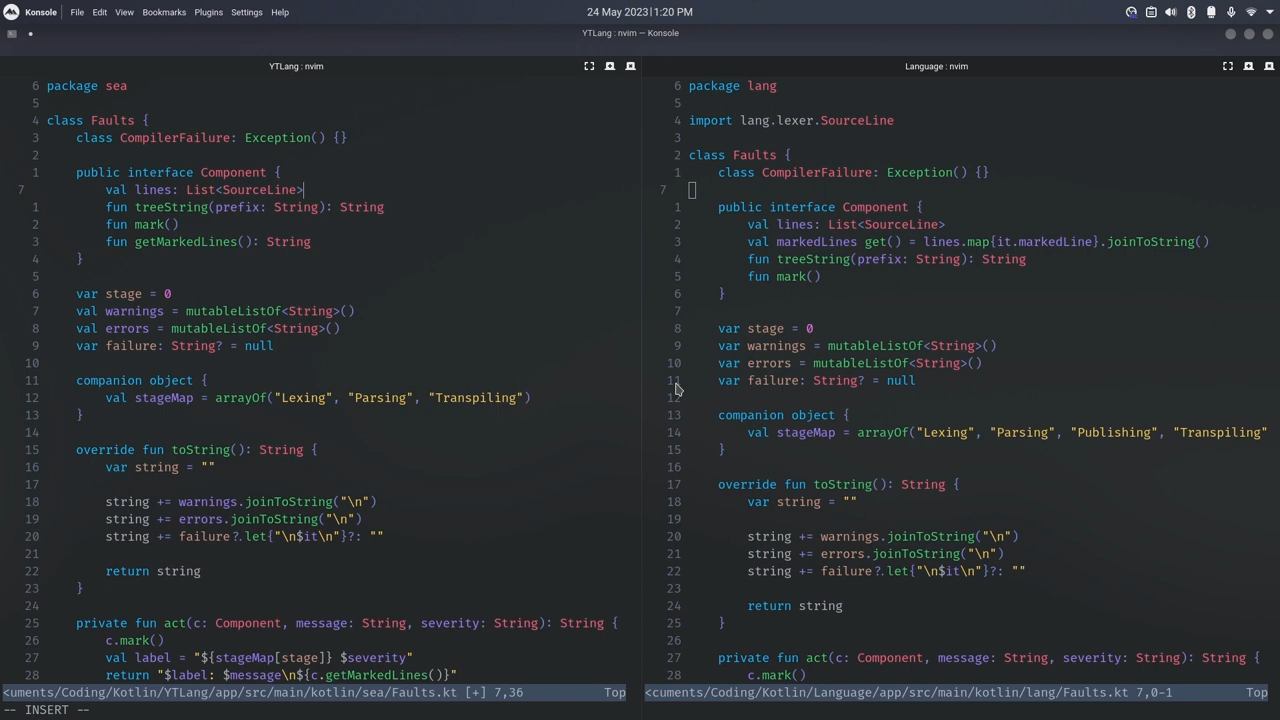 Konsole File Edit View Bookmarks Plugins Settings Help 24 May 2023|1:20 PM
YTLang : nvim — Konsole
YTLang : nvim
6 package sea
5
4 class Faults {
3     class CompilerFailure: Exception() {}
2
1     public interface Component {
7         val lines: List<SourceLine>
1         fun treeString(prefix: String): String
2         fun mark()
3         fun getMarkedLines(): String
4     }
5
6     var stage = 0
7     val warnings = mutableListOf<String>()
8     val errors = mutableListOf<String>()
9     var failure: String? = null
10
11     companion object {
12         val stageMap = arrayOf("Lexing", "Parsing", "Transpiling")
13     }
14
15     override fun toString(): String {
16         var string = ""
17
18         string += warnings.joinToString("\n")
19         string += errors.joinToString("\n")
20         string += failure?.let{"\n$it\n"}?: ""
21
22         return string
23     }
24
25     private fun act(c: Component, message: String, severity: String): String {
26         c.mark()
27         val label = "${stageMap[stage]} $severity"
28         return "$label: $message\n${c.getMarkedLines()}"
<uments/Coding/Kotlin/YTLang/app/src/main/kotlin/sea/Faults.kt [+] 7,36 Top
-- INSERT --
Language : nvim
6 package lang
5
4 import lang.lexer.SourceLine
3
2 class Faults {
1     class CompilerFailure: Exception() {}
7
1     public interface Component {
2         val lines: List<SourceLine>
3         val markedLines get() = lines.map{it.markedLine}.joinToString()
4         fun treeString(prefix: String): String
5         fun mark()
6     }
7
8     var stage = 0
9     var warnings = mutableListOf<String>()
10     var errors = mutableListOf<String>()
11     var failure: String? = null
12
13     companion object {
14         val stageMap = arrayOf("Lexing", "Parsing", "Publishing", "Transpiling"
15     }
16
17     override fun toString(): String {
18         var string = ""
19
20         string += warnings.joinToString("\n")
21         string += errors.joinToString("\n")
22         string += failure?.let{"\n$it\n"}?: ""
23
24         return string
25     }
26
27     private fun act(c: Component, message: String, severity: String): String {
28         c.mark()
<cuments/Coding/Kotlin/Language/app/src/main/kotlin/lang/Faults.kt 7,0-1 Top